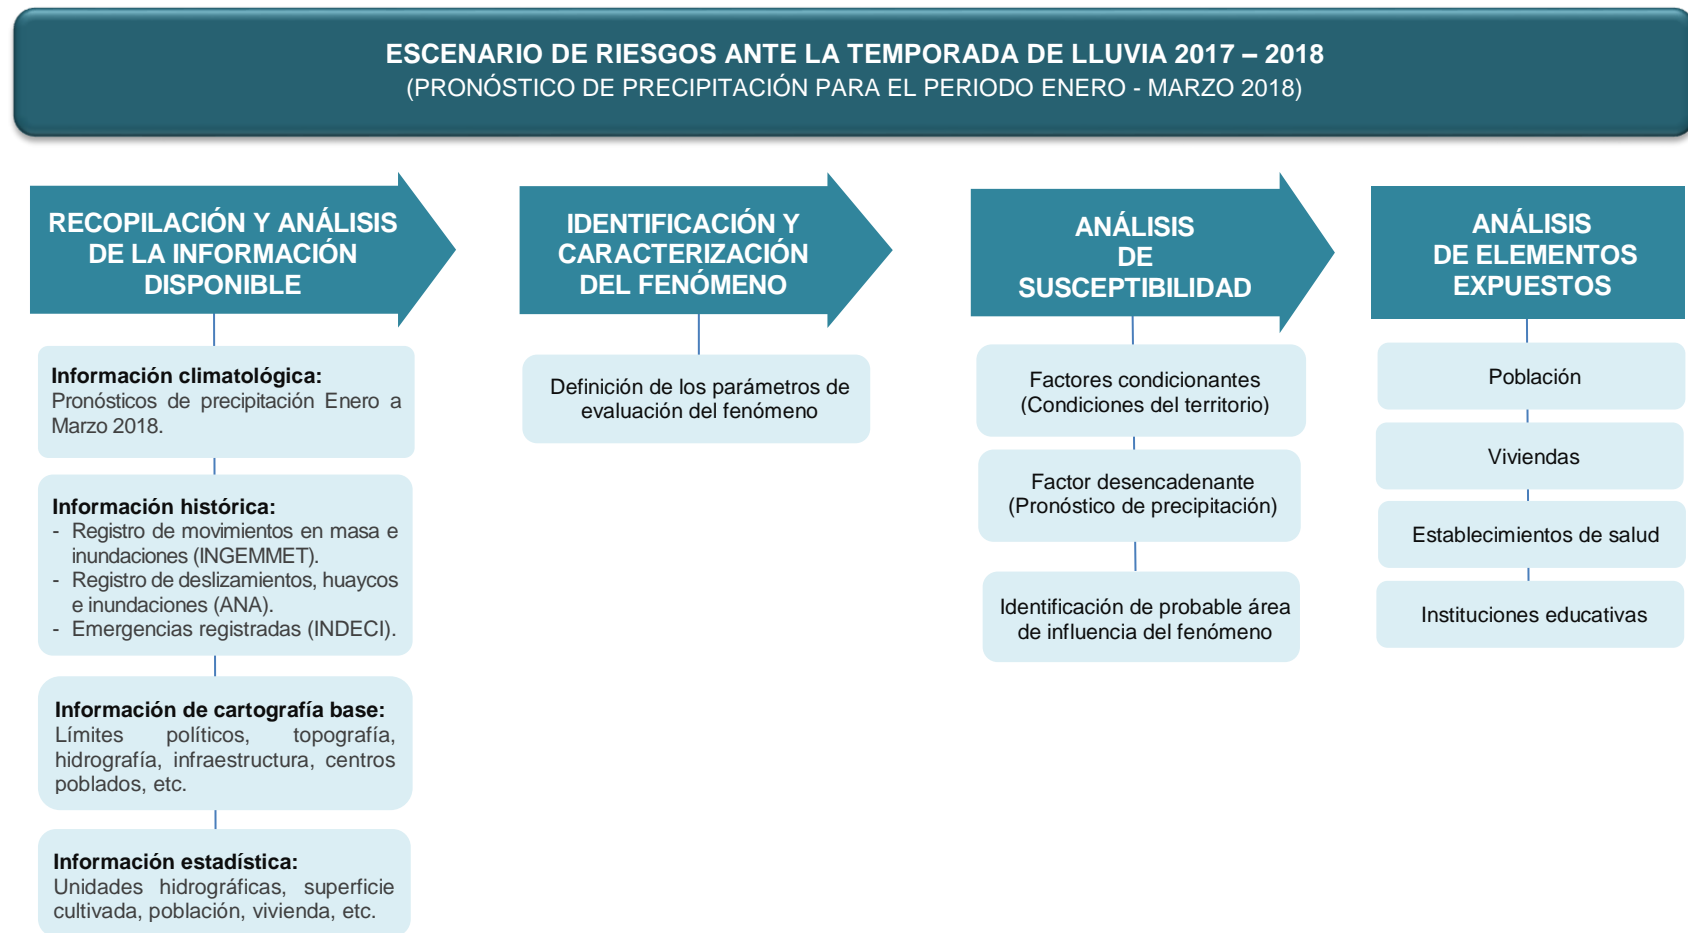 ESCENARIO DE RIESGOS ANTE LA TEMPORADA DE LLUVIA 2017 – 2018
(PRONÓSTICO DE PRECIPITACIÓN PARA EL PERIODO ENERO - MARZO 2018)
RECOPILACIÓN Y ANÁLISIS
DE LA INFORMACIÓN
DISPONIBLE
Información climatológica:
Pronósticos de precipitación Enero a
Marzo 2018.
Información histórica:
- Registro de movimientos en masa e
inundaciones (INGEMMET).
- Registro de deslizamientos, huaycos
e inundaciones (ANA).
- Emergencias registradas (INDECI).
Información de cartografía base:
Límites políticos, topografía,
hidrografía, infraestructura, centros
poblados, etc.
Información estadística:
Unidades hidrográficas, superficie
cultivada, población, vivienda, etc.
IDENTIFICACIÓN Y
CARACTERIZACIÓN
DEL FENÓMENO
Definición de los parámetros de
evaluación del fenómeno
ANÁLISIS
DE
SUSCEPTIBILIDAD
Factores condicionantes
(Condiciones del territorio)
Factor desencadenante
(Pronóstico de precipitación)
Identificación de probable área
de influencia del fenómeno
ANÁLISIS
DE ELEMENTOS
EXPUESTOS
Población
Viviendas
Establecimientos de salud
Instituciones educativas